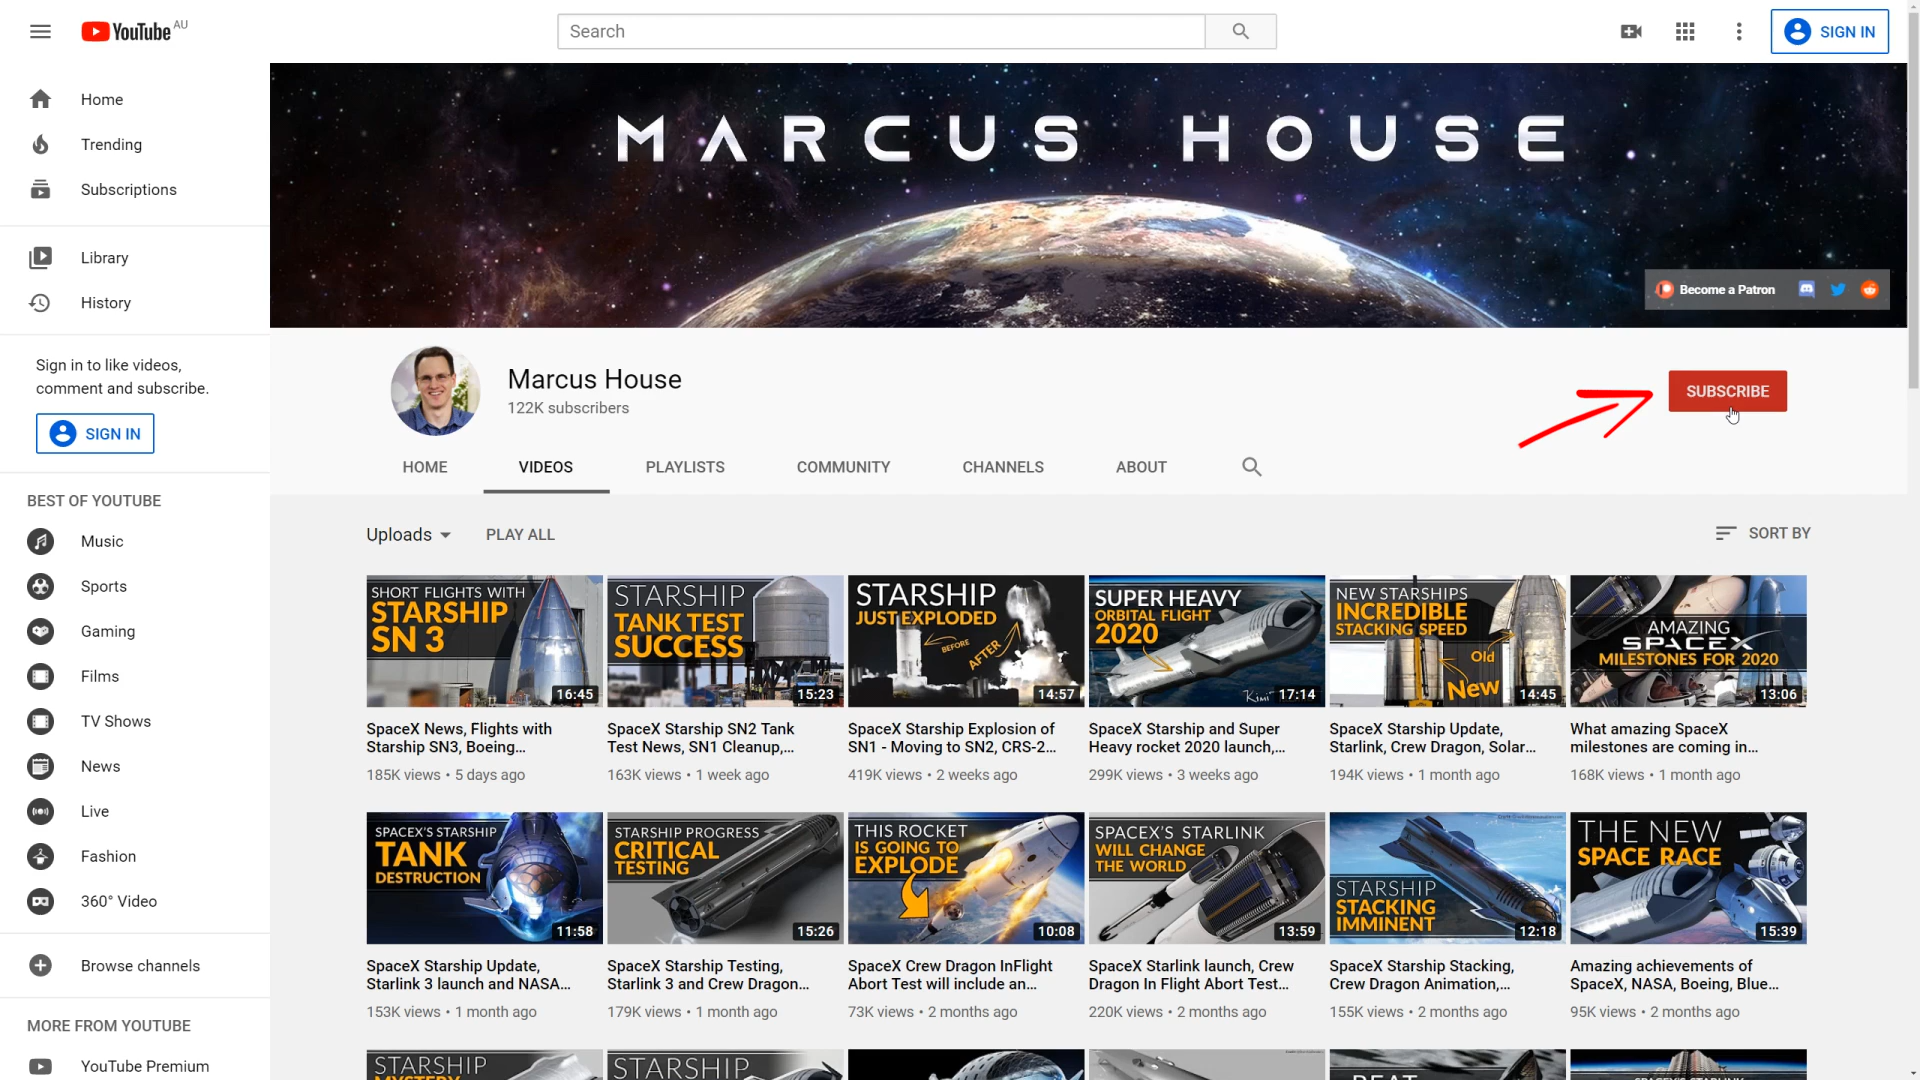 YouTube AU
Search
SIGN IN
Home
Trending
Subscriptions
Library
History
Sign in to like videos,
comment and subscribe.
SIGN IN
BEST OF YOUTUBE
Music
Sports
Gaming
Films
TV Shows
News
Live
Fashion
360° Video
Browse channels
MORE FROM YOUTUBE
YouTube Premium
MARCUS HOUSE
Become a Patron
Marcus House
122K subscribers
SUBSCRIBE
HOME
VIDEOS
PLAYLISTS
COMMUNITY
CHANNELS
ABOUT
Uploads
PLAY ALL
SORT BY
SHORT FLIGHTS WITH
STARSHIP
SN 3
16:45
SpaceX News, Flights with
Starship SN3, Boeing...
185K views • 5 days ago
STARSHIP
TANK TEST
SUCCESS
15:23
SpaceX Starship SN2 Tank
Test News, SN1 Cleanup,...
163K views • 1 week ago
STARSHIP
JUST EXPLODED
BEFORE
AFTER
14:57
SpaceX Starship Explosion of
SN1 - Moving to SN2, CRS-2...
419K views • 2 weeks ago
SUPER HEAVY
ORBITAL FLIGHT
2020
Kimi
17:14
SpaceX Starship and Super
Heavy rocket 2020 launch,...
299K views • 3 weeks ago
NEW STARSHIPS
INCREDIBLE
STACKING SPEED
Old
New
14:45
SpaceX Starship Update,
Starlink, Crew Dragon, Solar...
194K views • 1 month ago
AMAZING
SPACEX
MILESTONES FOR 2020
13:06
What amazing SpaceX
milestones are coming in...
168K views • 1 month ago
SPACEX'S STARSHIP
TANK
DESTRUCTION
11:58
SpaceX Starship Update,
Starlink 3 launch and NASA...
153K views • 1 month ago
STARSHIP PROGRESS
CRITICAL
TESTING
15:26
SpaceX Starship Testing,
Starlink 3 and Crew Dragon...
179K views • 1 month ago
THIS ROCKET
IS GOING TO
EXPLODE
10:08
SpaceX Crew Dragon InFlight
Abort Test will include an...
73K views • 2 months ago
SPACEX'S STARLINK
WILL CHANGE
THE WORLD
13:59
SpaceX Starlink launch, Crew
Dragon In Flight Abort Test...
220K views • 2 months ago
STARSHIP
STACKING
IMMINENT
12:18
SpaceX Starship Stacking,
Crew Dragon Animation,...
155K views • 2 months ago
THE NEW
SPACE RACE
15:39
Amazing achievements of
SpaceX, NASA, Boeing, Blue...
95K views • 2 months ago
STARSHIP
MYSTERY
STARSHIP